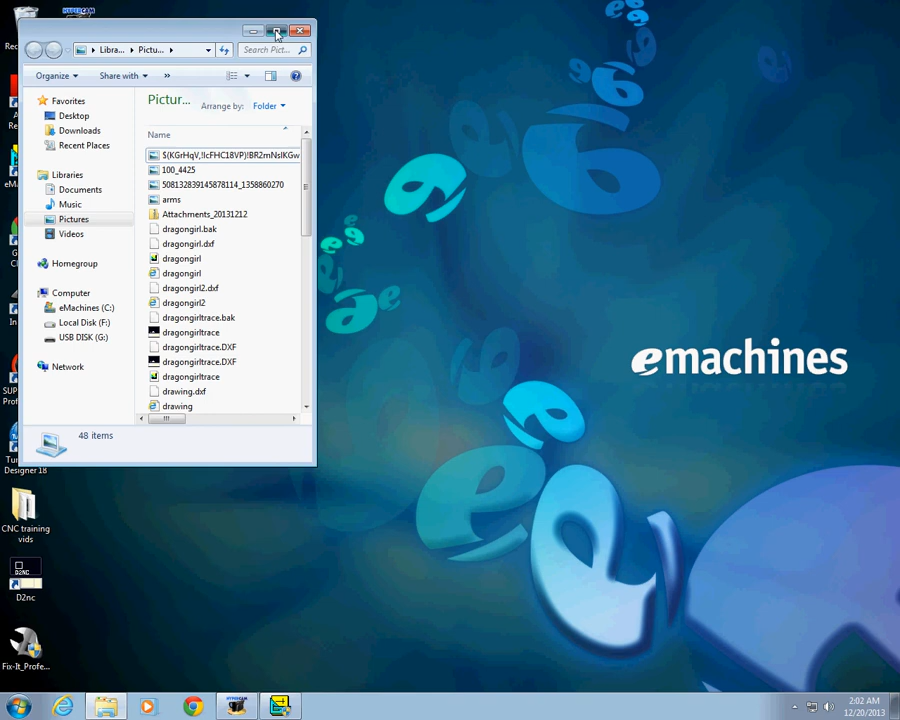 HYPERCAM
Libra...
Pictu...
Search Pict...
Organize
Share with
»
Favorites
Desktop
Downloads
Recent Places
Libraries
Documents
Music
Pictures
Videos
Homegroup
Computer
eMachines (C:)
Local Disk (F:)
USB DISK (G:)
Network
Pictur...
Arrange by:
Folder
Name
100_4425
508132839145878114_1358860270
arms
Attachments_20131212
dragongirl.bak
dragongirl.dxf
dragongirl
dragongirl
dragongirl2.dxf
dragongirl2
dragongirltrace.bak
dragongirltrace
dragongirltrace.DXF
dragongirltrace.DXF
dragongirltrace
drawing.dxf
drawing
48 items
Designer 18
CNC training
vids
D2nc
Fix-It_Profe...
emachines
HYPERCAM
2:02 AM
12/20/2013